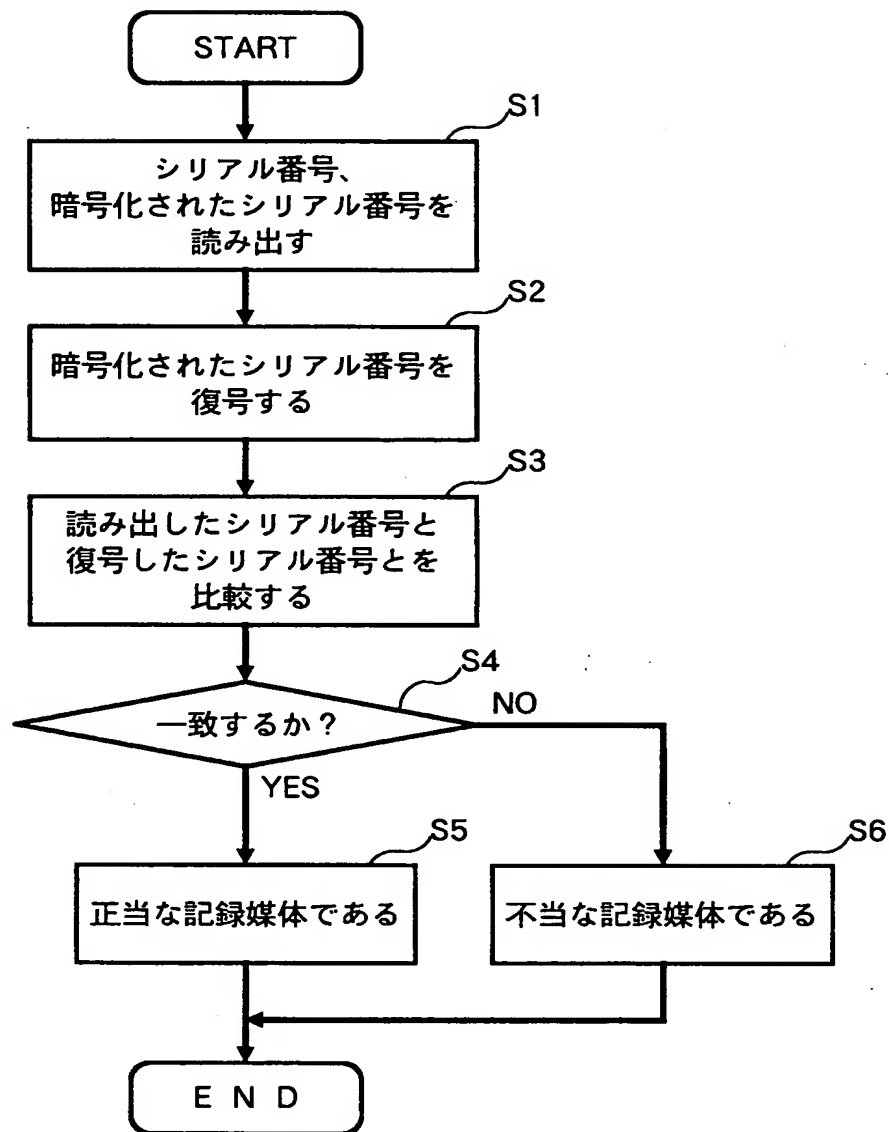 START
S1
シリアル番号、
暗号化されたシリアル番号を
読み出す
S2
暗号化されたシリアル番号を
復号する
S3
読み出したシリアル番号と
復号したシリアル番号とを
比較する
S4
一致するか?
NO
YES
S5
正当な記録媒体である
S6
不当な記録媒体である
E N D